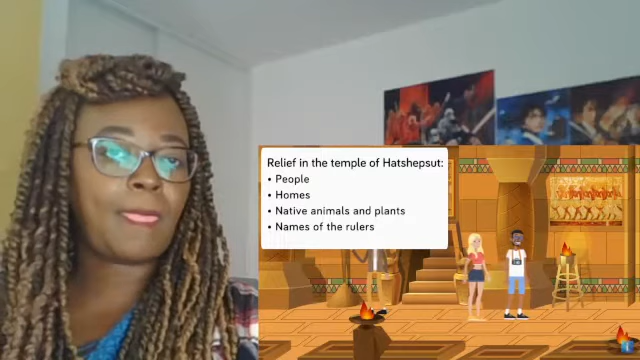 Relief in the temple of Hatshepsut:
• People
• Homes
• Native animals and plants
• Names of the rulers